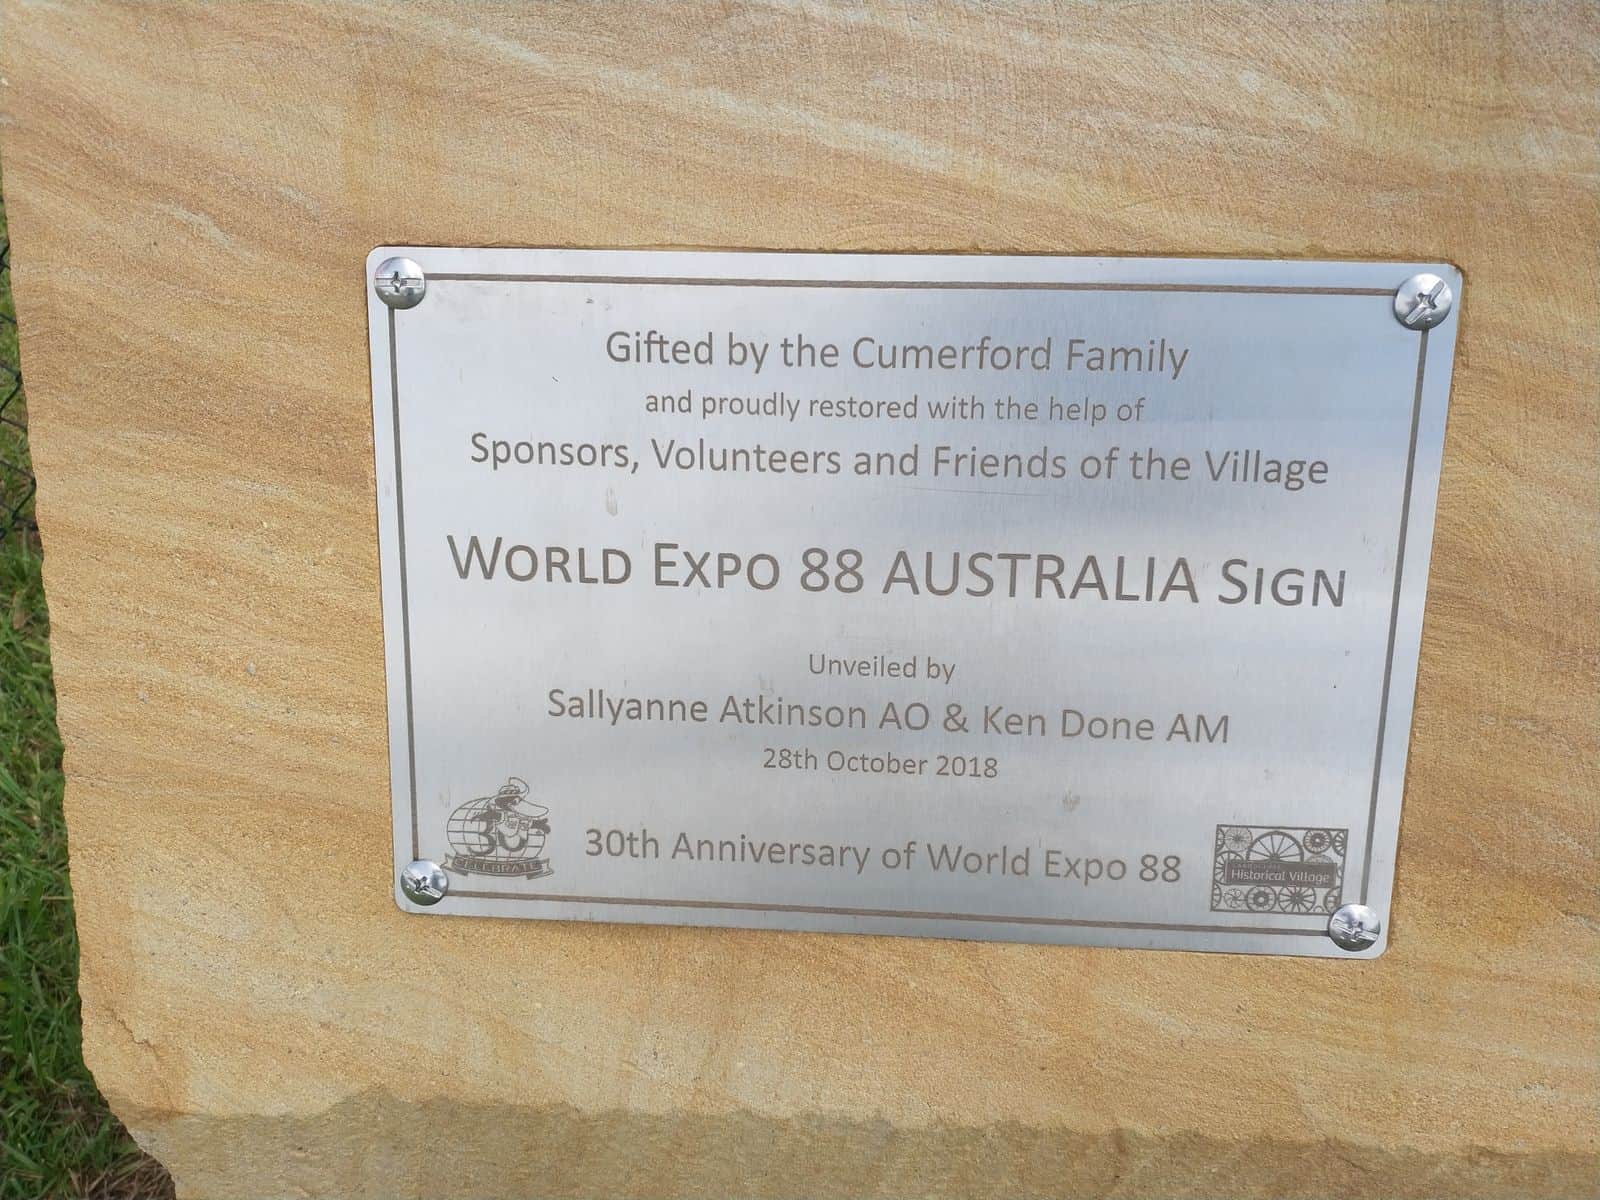 Gifted by the Cumerford Family
and proudly restored with the help of
Sponsors, Volunteers and Friends of the Village
WORLD EXPO 88 AUSTRALIA SIGN
Unveiled by
Sallyanne Atkinson AO & Ken Done AM
28th October 2018
30
CELEBRATE
30th Anniversary of World Expo 88
Historical Village